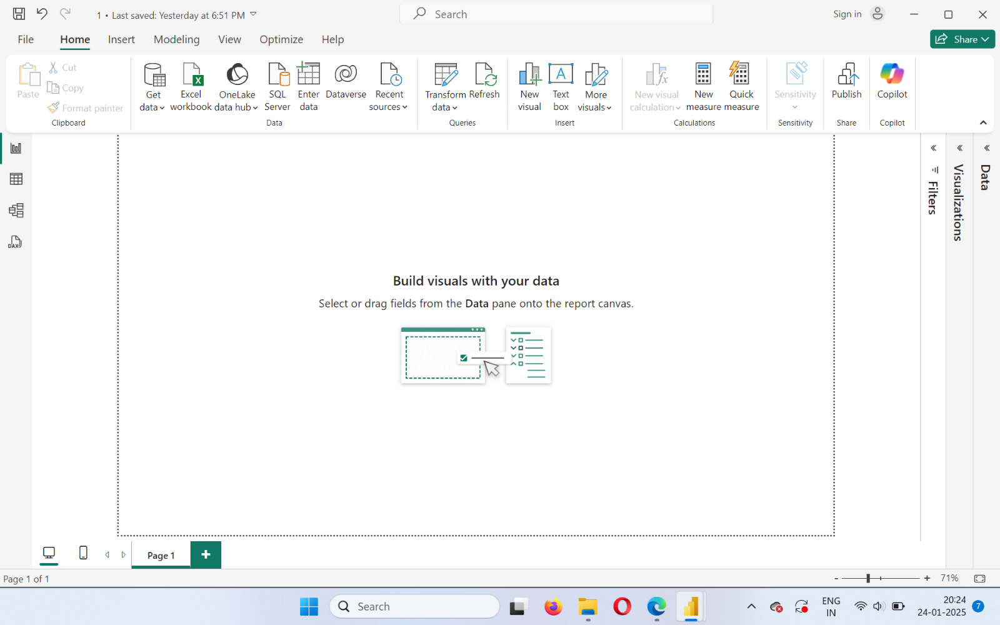 1 • Last saved: Yesterday at 6:51 PM
Search
Sign in
File
Home
Insert
Modeling
View
Optimize
Help
Share
Paste
Cut
Copy
Format painter
Clipboard
Get
data
Excel
workbook
OneLake
data hub
SQL
Server
Enter
data
Dataverse
Recent
sources
Data
Transform
data
Refresh
Queries
New
visual
Text
box
More
visuals
Insert
New visual
calculation
New
measure
Quick
measure
Calculations
Sensitivity
Sensitivity
Publish
Share
Copilot
Copilot
DAX
Filters
Visualizations
Data
Build visuals with your data
Select or drag fields from the Data pane onto the report canvas.
Page 1
Page 1 of 1
- + 71%
Search
ENG
IN
20:24
24-01-2025
7